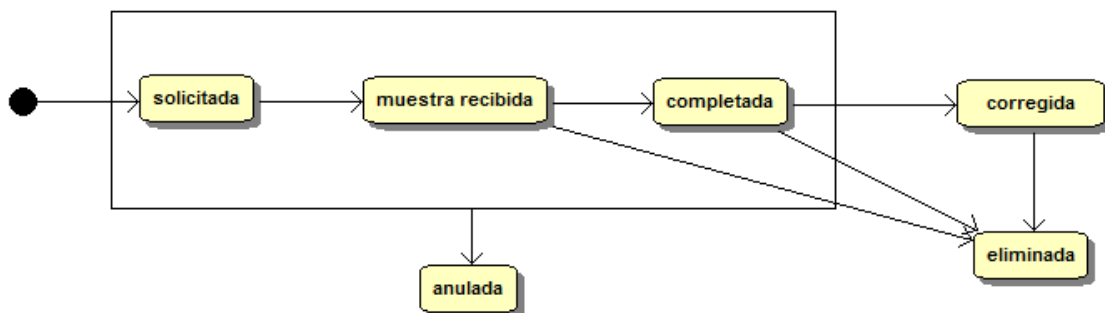 solicitada
muestra recibida
completada
corregida
anulada
eliminada